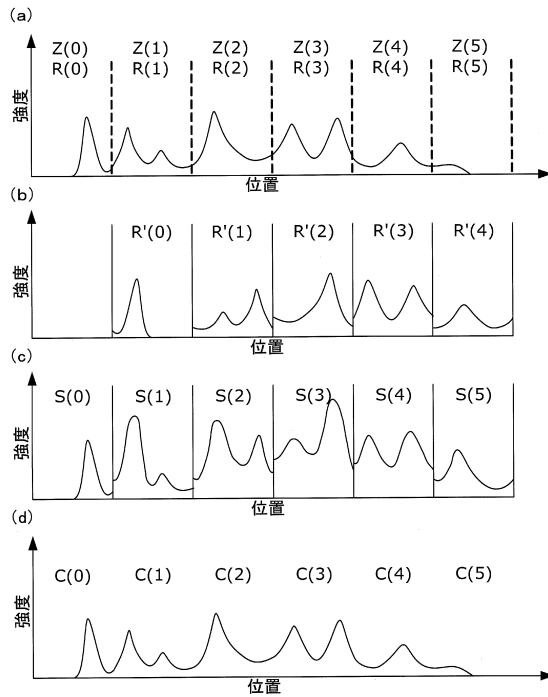 (a)
Z(0) Z(1) Z(2) Z(3) Z(4) Z(5)
R(0) R(1) R(2) R(3) R(4) R(5)
強度
位置
(b)
R'(0) R'(1) R'(2) R'(3) R'(4)
強度
位置
(c)
S(0) S(1) S(2) S(3) S(4) S(5)
強度
位置
(d)
C(0) C(1) C(2) C(3) C(4) C(5)
強度
位置